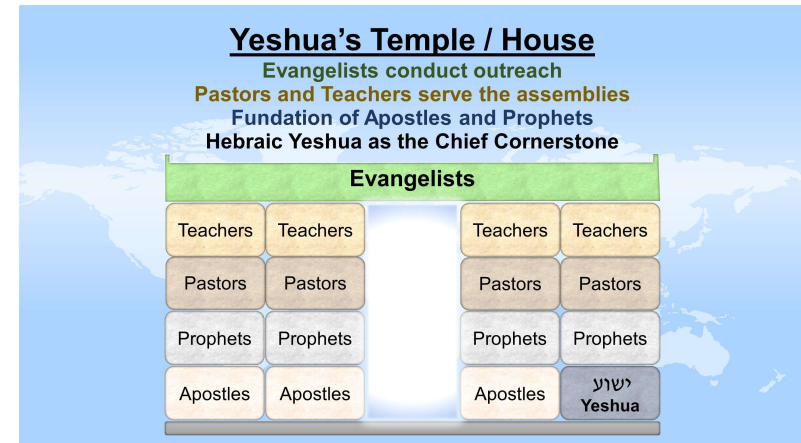 Yeshua's Temple / House
Evangelists conduct outreach
Pastors and Teachers serve the assemblies
Fundation of Apostles and Prophets
Hebraic Yeshua as the Chief Cornerstone
Evangelists
Teachers Teachers Teachers Teachers
Pastors Pastors Pastors Pastors
Prophets Prophets Prophets Prophets
Apostles Apostles Apostles ישוע
Yeshua